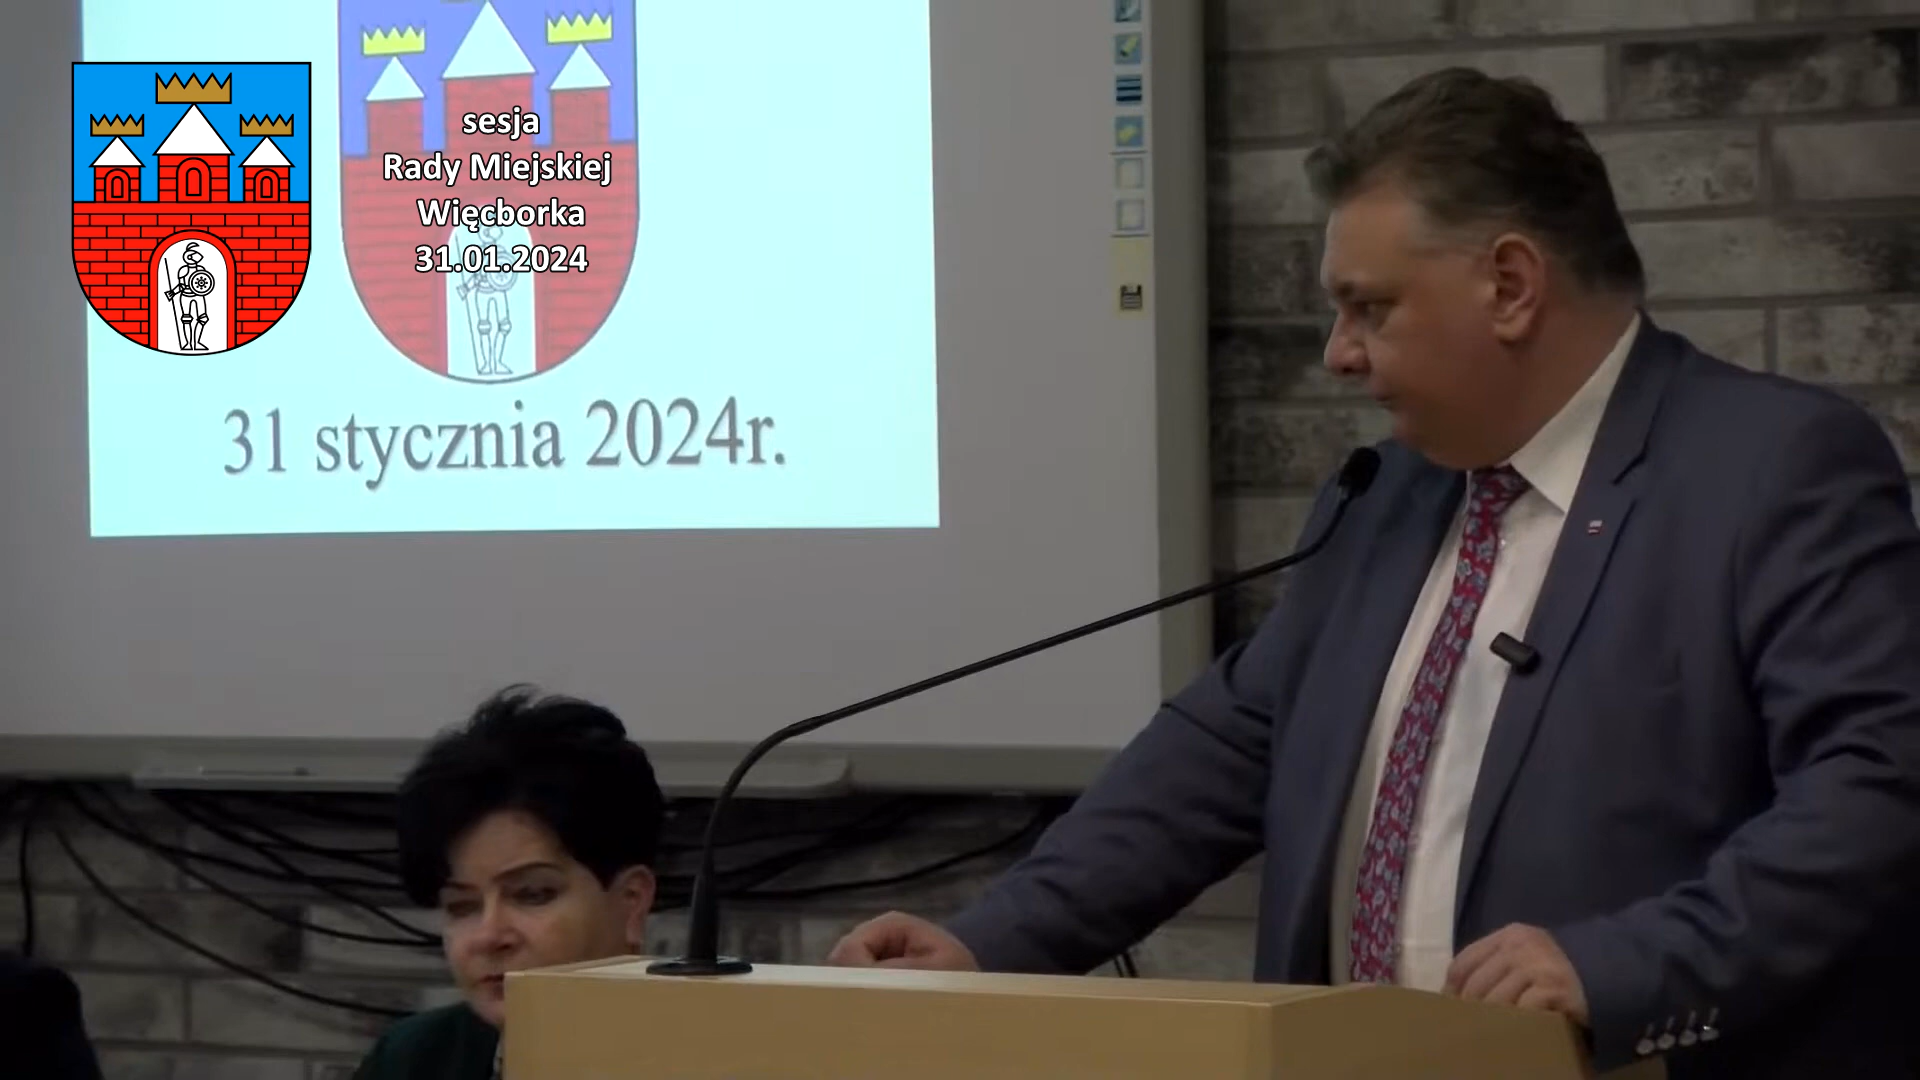 sesja
Rady Miejskiej
Więcborka
31.01.2024
31 stycznia 2024r.